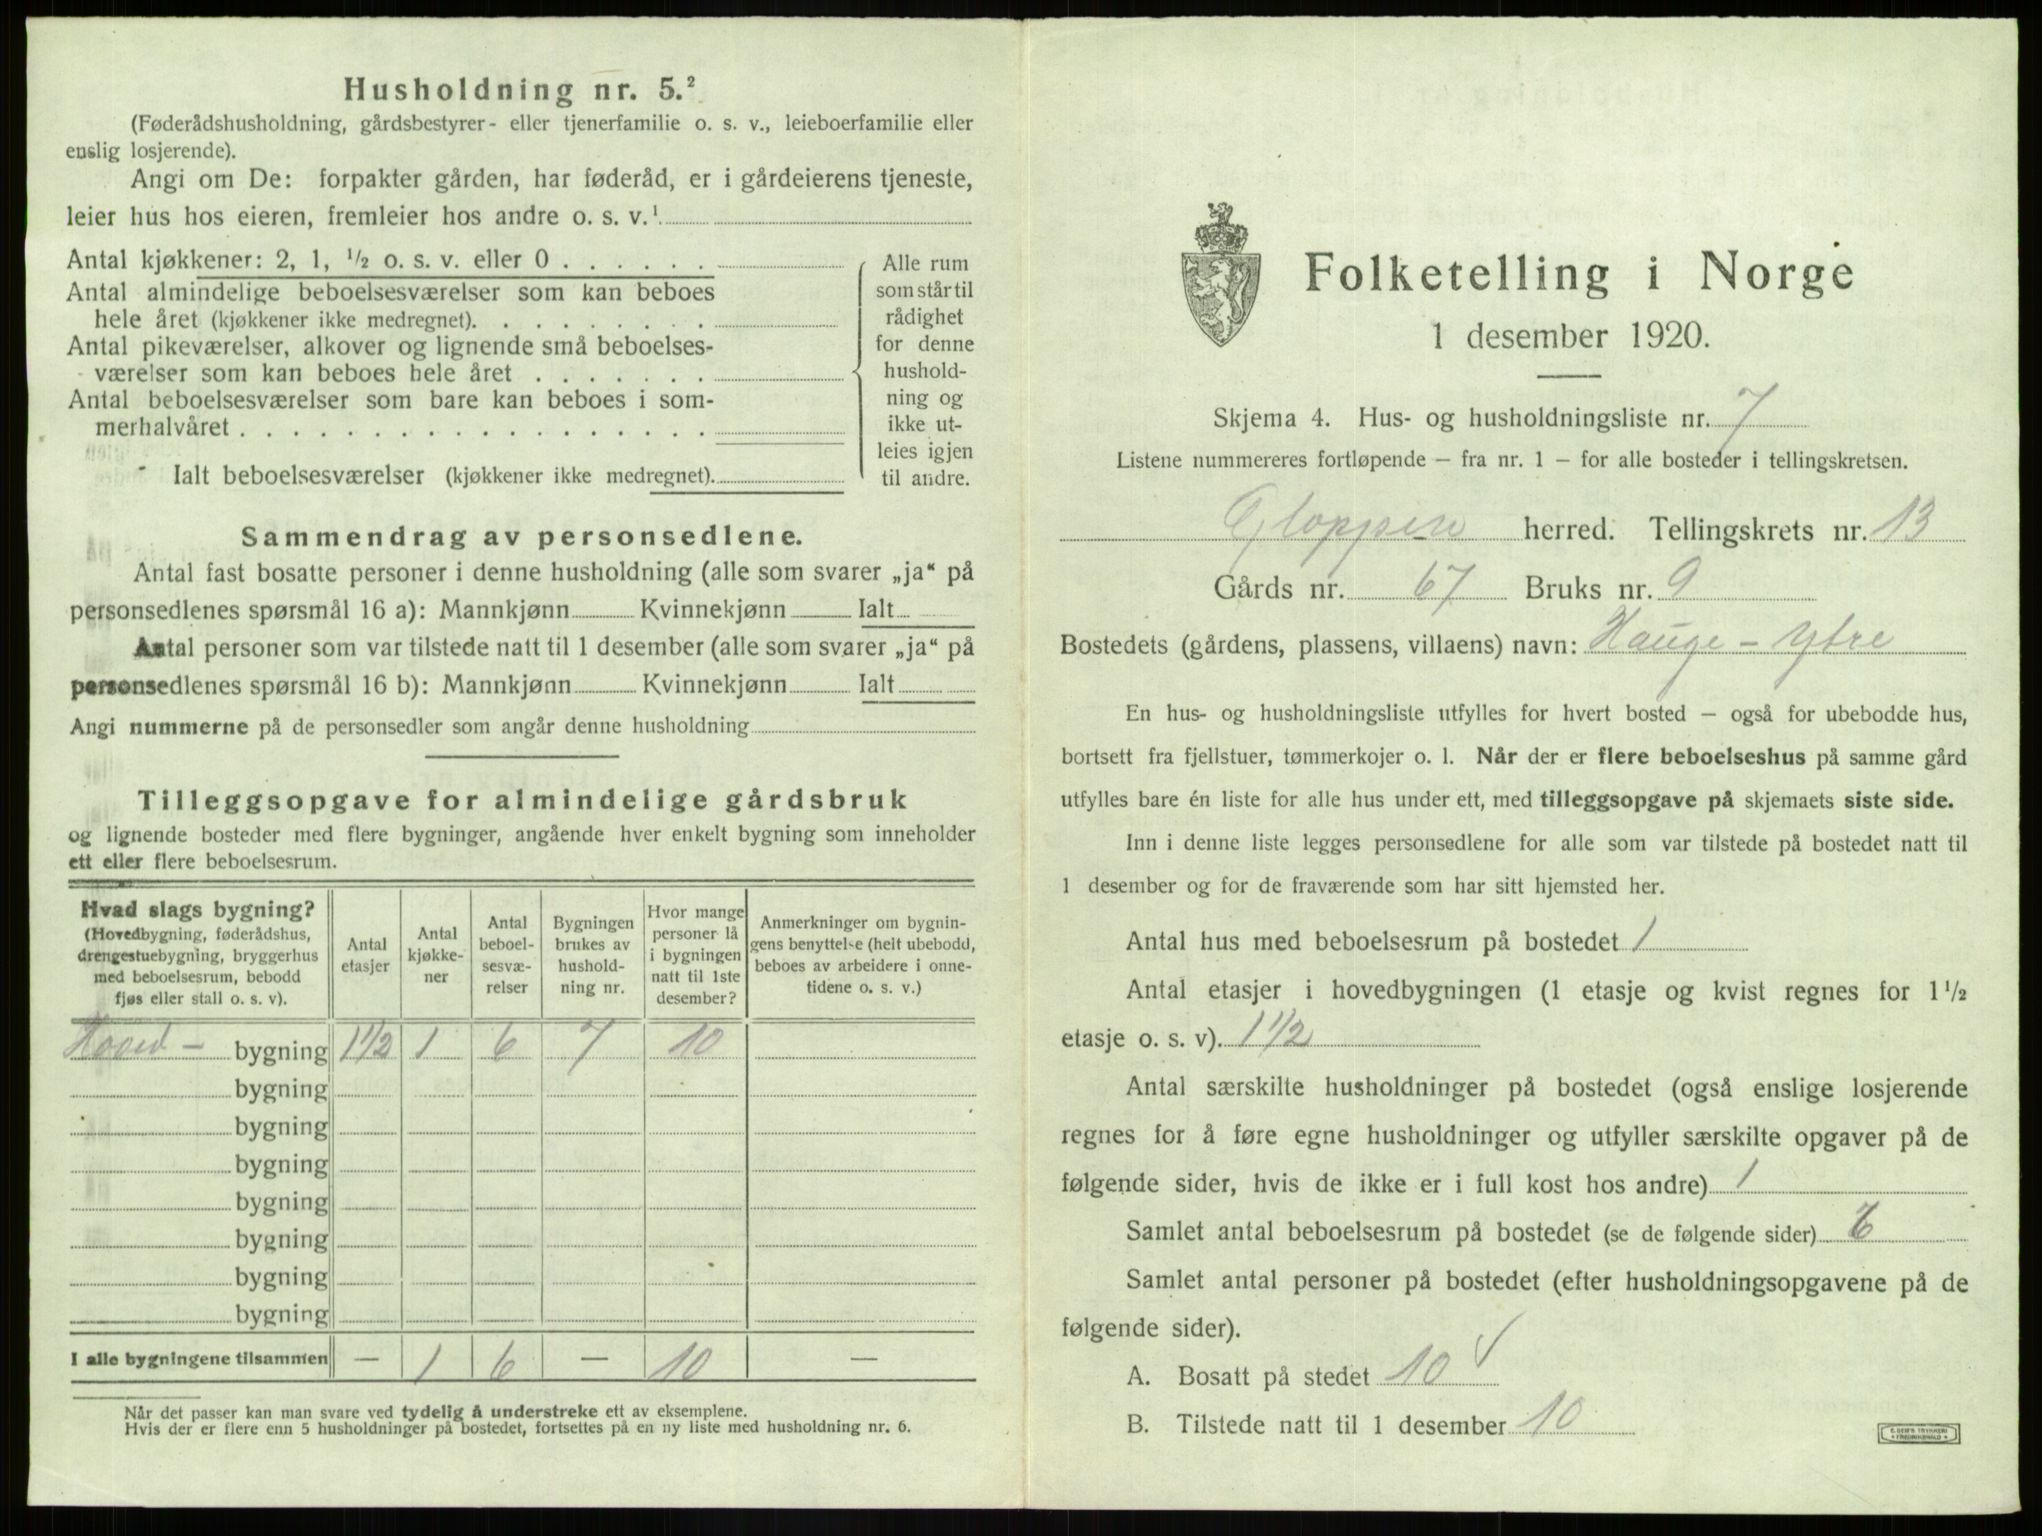 Husholdning nr. 5.²
(Føderådshusholdning, gårdsbestyrer- eller tjenerfamilie o. s. v., leieboerfamilie eller
enslig losjerende).
Angi om De: forpakter gården, har føderåd, er i gårdeierens tjeneste,
leier hus hos eieren, fremleier hos andre o. s. v.¹
Antal kjøkkener: 2, 1, ½ o. s. v. eller 0 . . . . . .
Antal almindelige beboelsesværelser som kan beboes
hele året (kjøkkener ikke medregnet). . . . . . . . .
Antal pikeværelser, alkover og lignende små beboelses-
værelser som kan beboes hele året . . . . . . .
Antal beboelsesværelser som bare kan beboes i som-
merhalvåret . . . . . . . . . . . . . . . . . .
Ialt beboelsesværelser (kjøkkener ikke medregnet).
Alle rum
som står til
rådighet
for denne
hushold-
ning og
ikke ut-
leies igjen
til andre.
Sammendrag av personsedlene.
Antal fast bosatte personer i denne husholdning (alle som svarer „ja“ på
personsedlenes spørsmål 16 a): Mannkjønn Kvinnekjønn Ialt
Antal personer som var tilstede natt til 1 desember (alle som svarer „ja“ på
personsedlenes spørsmål 16 b): Mannkjønn Kvinnekjønn Ialt
Angi nummerne på de personsedler som angår denne husholdning
Tilleggsopgave for almindelige gårdsbruk
og lignende bosteder med flere bygninger, angående hver enkelt bygning som inneholder
ett eller flere beboelsesrum.
Hvad slags bygning?
(Hovedbygning, føderådshus,
drengestuebygning, bryggerhus
med beboelsesrum, bebodd
fjøs eller stall o. s. v).
Antal
etasjer
Antal
kjøkke-
ner
Antal
beboel-
sesvæ-
relser
Bygningen
brukes av
hushold-
ning nr.
Hvor mange
personer lå
i bygningen
natt til 1ste
desember?
Anmerkninger om bygnin-
gens benyttelse (helt ubebodd,
beboes av arbeidere i onne-
tidene o. s. v.)
Hoved - bygning 1½ 1 6 7 10
bygning
bygning
bygning
bygning
bygning
bygning
bygning
I alle bygningene tilsammen — 1 6 — 10 —
Når det passer kan man svare ved tydelig å understreke ett av eksemplene.
Hvis der er flere enn 5 husholdninger på bostedet, fortsettes på en ny liste med husholdning nr. 6.
Folketelling i Norge
1 desember 1920.
Skjema 4. Hus- og husholdningsliste nr. 7
Listene nummereres fortløpende — fra nr. 1 — for alle bosteder i tellingskretsen.
Gloppen herred. Tellingskrets nr. 13
Gårds nr. 67 Bruks nr. 9
Bostedets (gårdens, plassens, villaens) navn: Hauge - Ytre
En hus- og husholdningsliste utfylles for hvert bosted — også for ubebodde hus,
bortsett fra fjellstuer, tømmerkojer o. l. Når der er flere beboelseshus på samme gård
utfylles bare én liste for alle hus under ett, med tilleggsopgave på skjemaets siste side.
Inn i denne liste legges personsedlene for alle som var tilstede på bostedet natt til
1 desember og for de fraværende som har sitt hjemsted her.
Antal hus med beboelsesrum på bostedet 1
Antal etasjer i hovedbygningen (1 etasje og kvist regnes for 1½
etasje o. s. v). 1½
Antal særskilte husholdninger på bostedet (også enslige losjerende
regnes for å føre egne husholdninger og utfyller særskilte opgaver på de
følgende sider, hvis de ikke er i full kost hos andre) 1
Samlet antal beboelsesrum på bostedet (se de følgende sider) 6
Samlet antal personer på bostedet (efter husholdningsopgavene på de
følgende sider).
A. Bosatt på stedet 10 ✓
B. Tilstede natt til 1 desember 10